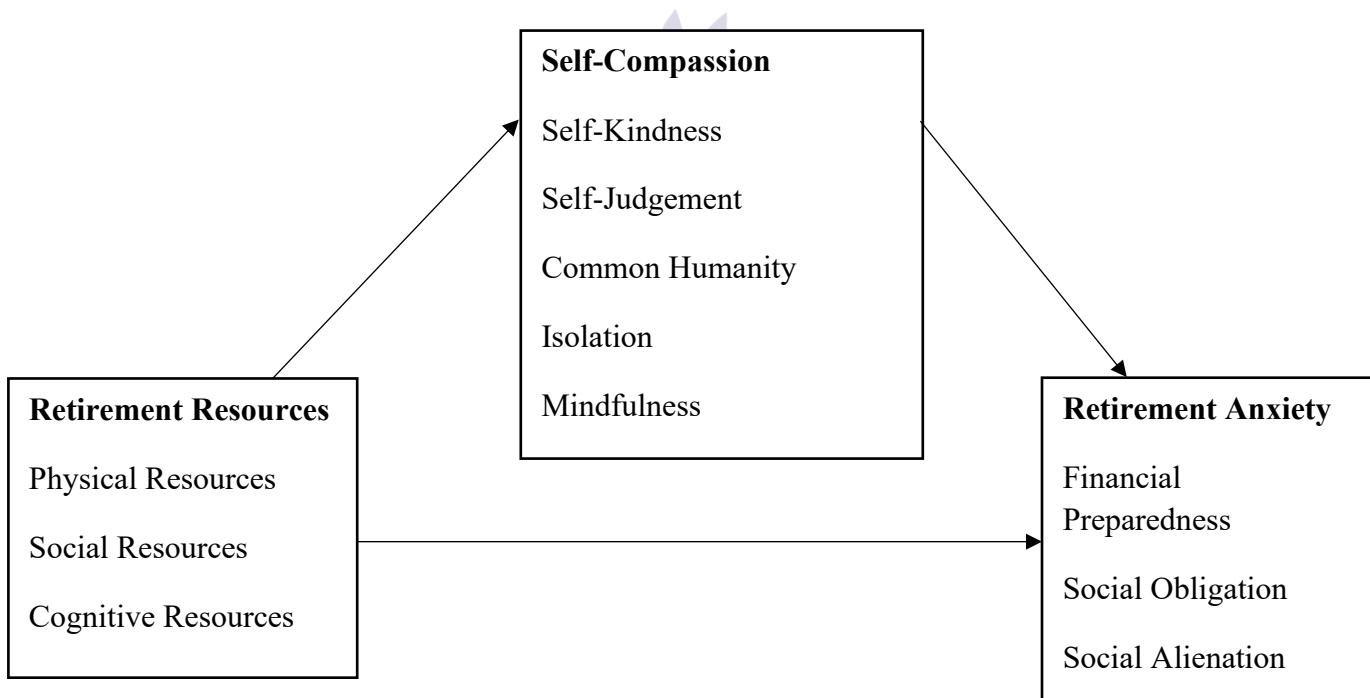 Self-Compassion
Self-Kindness
Self-Judgement
Common Humanity
Isolation
Mindfulness
Retirement Resources
Physical Resources
Social Resources
Cognitive Resources
Retirement Anxiety
Financial
Preparedness
Social Obligation
Social Alienation